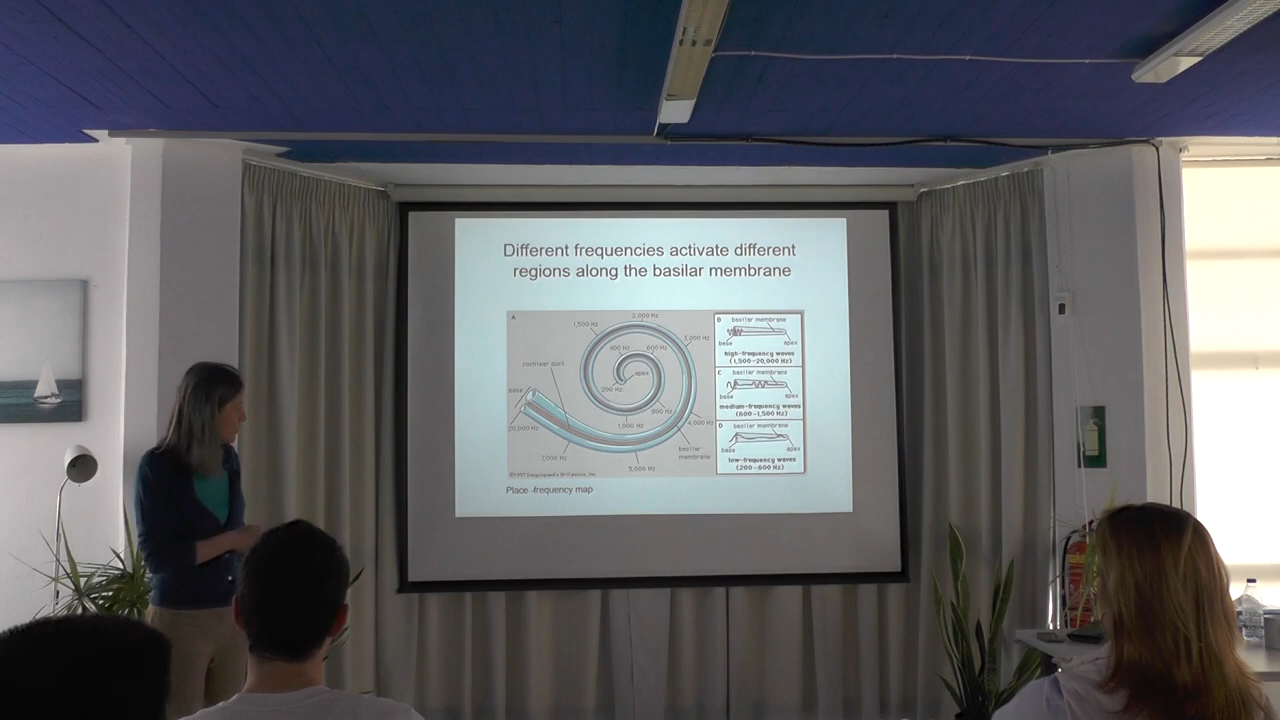 Different frequencies activate different
regions along the basilar membrane
A
2,000 Hz
1,500 Hz
3,000 Hz
400 Hz
600 Hz
cochlear duct
apex
200 Hz
base
800 Hz
1,000 Hz
4,000 Hz
20,000 Hz
basilar
membrane
7,000 Hz
5,000 Hz
©1997 Encyclopaedia Britannica, Inc.
B
basilar membrane
base
apex
high-frequency waves
(1,500–20,000 Hz)
C
basilar membrane
base
apex
medium-frequency waves
(600–1,500 Hz)
D
basilar membrane
base
apex
low-frequency waves
(200–600 Hz)
Place -frequency map